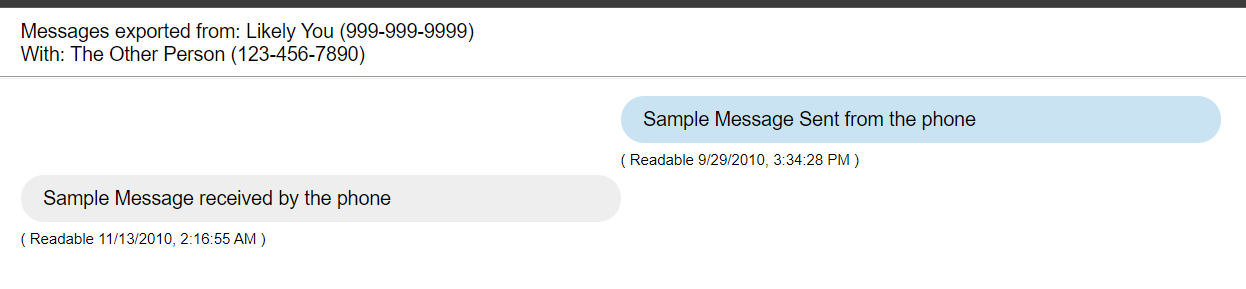 Messages exported from: Likely You (999-999-9999)
With: The Other Person (123-456-7890)
Sample Message Sent from the phone
( Readable 9/29/2010, 3:34:28 PM )
Sample Message received by the phone
( Readable 11/13/2010, 2:16:55 AM )